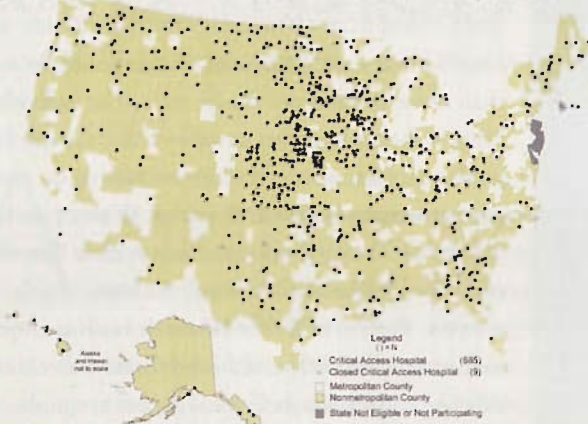 Alaska
and Hawaii
not to scale
Legend
( ) = N
Critical Access Hospital
Closed Critical Access Hospital (9)
Metropolitan County
Nonmetropolitan County
State Not Eligible or Not Participating